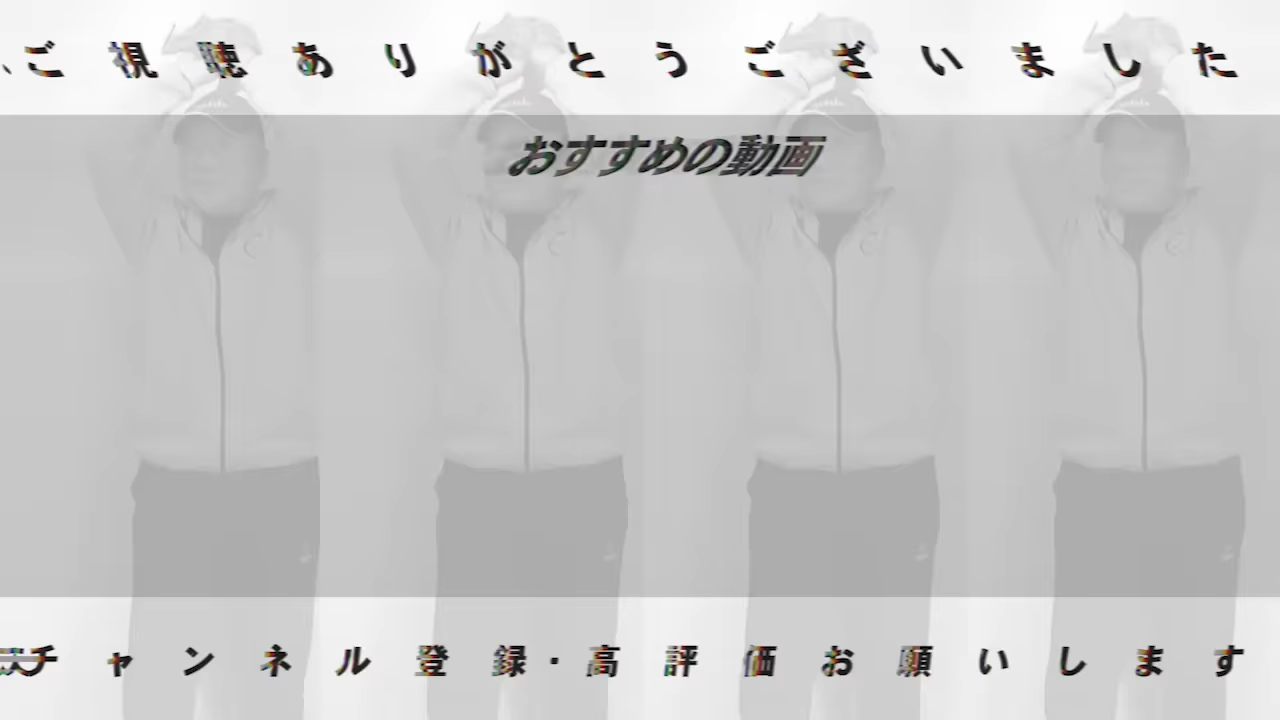 ご視聴ありがとうございました
おすすめの動画
チャンネル登録・高評価お願いします